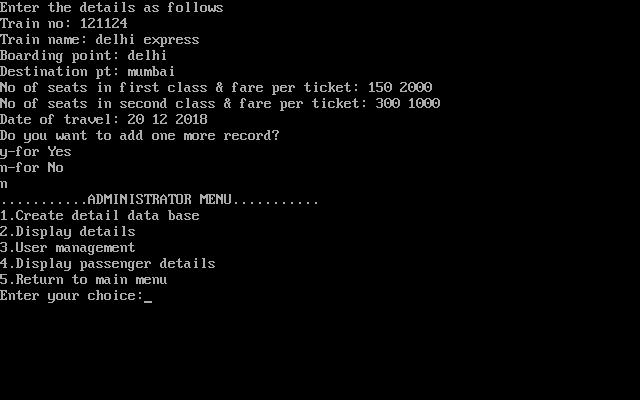 Enter the details as follows
Train no: 121124
Train name: delhi express
Boarding point: delhi
Destination pt: mumbai
No of seats in first class & fare per ticket: 150 2000
No of seats in second class & fare per ticket: 300 1000
Date of travel: 20 12 2018
Do you want to add one more record?
y-for Yes
n-for No
n
...........ADMINISTRATOR MENU...........
1.Create detail data base
2.Display details
3.User management
4.Display passenger details
5.Return to main menu
Enter your choice:_